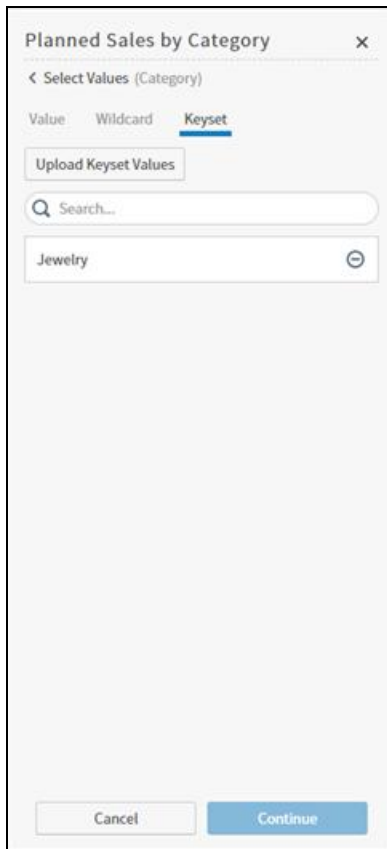 Planned Sales by Category
Select Values (Category)
Value Wildcard Keyset
Upload Keyset Values
Search...
Jewelry
Cancel Continue